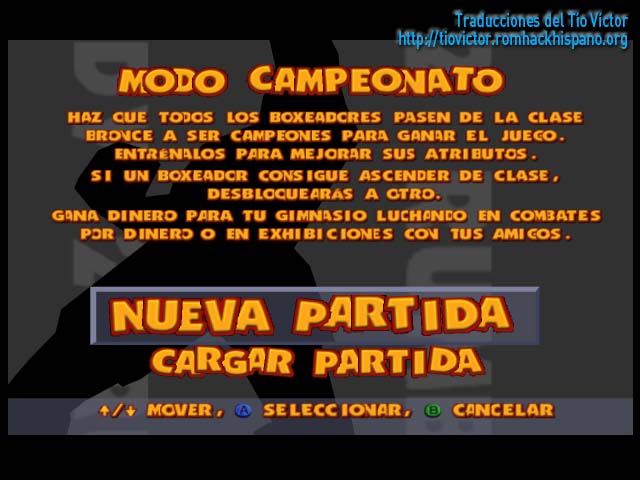 Traducciones del Tío Víctor
http://tiovictor.romhackhispano.org
MODO CAMPEONATO
HAZ QUE TODOS LOS BOXEADORES PASEN DE LA CLASE
BRONCE A SER CAMPEONES PARA GANAR EL JUEGO.
ENTRÉNALOS PARA MEJORAR SUS ATRIBUTOS.
SI UN BOXEADOR CONSIGUE ASCENDER DE CLASE,
DESBLOQUEARÁS A OTRO.
GANA DINERO PARA TU GIMNASIO LUCHANDO EN COMBATES
POR DINERO O EN EXHIBICIONES CON TUS AMIGOS.
NUEVA PARTIDA
CARGAR PARTIDA
↑/↓ MOVER, A SELECCIONAR, B CANCELAR